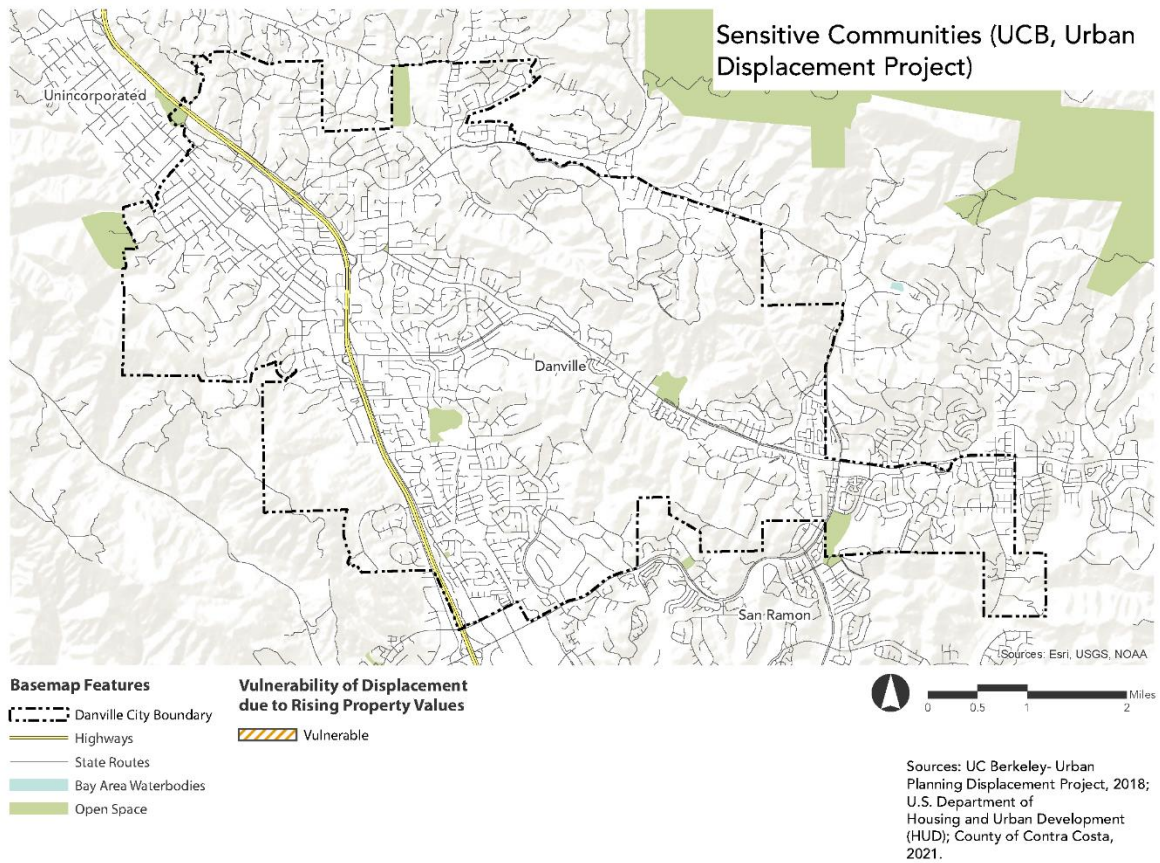 Sensitive Communities (UCB, Urban
Displacement Project)
Unincorporated
Danville
San Ramon
Sources: Esri, USGS, NOAA
Basemap Features
Danville City Boundary
Highways
State Routes
Bay Area Waterbodies
Open Space
Vulnerability of Displacement
due to Rising Property Values
Vulnerable
Miles
0 0.5 1 2
Sources: UC Berkeley- Urban
Planning Displacement Project, 2018;
U.S. Department of
Housing and Urban Development
(HUD); County of Contra Costa,
2021.